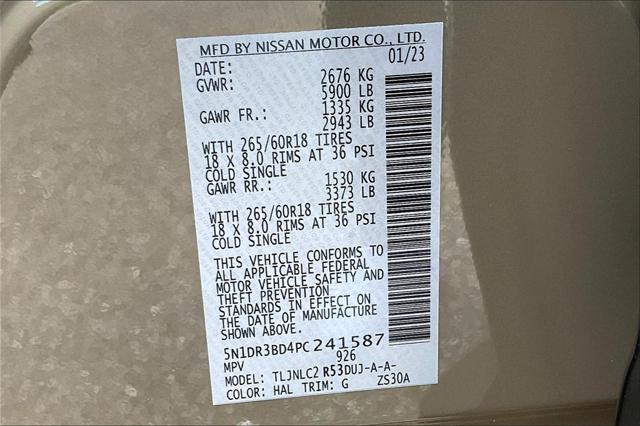 MFD BY NISSAN MOTOR CO., LTD.
DATE: 01/23
GVWR: 2676 KG
5900 LB
GAWR FR.: 1335 KG
2943 LB
WITH 265/60R18 TIRES
18 X 8.0 RIMS AT 36 PSI
COLD SINGLE
GAWR RR.: 1530 KG
3373 LB
WITH 265/60R18 TIRES
18 X 8.0 RIMS AT 36 PSI
COLD SINGLE
THIS VEHICLE CONFORMS TO
ALL APPLICABLE FEDERAL
MOTOR VEHICLE SAFETY AND
THEFT PREVENTION
STANDARDS IN EFFECT ON
THE DATE OF MANUFACTURE
SHOWN ABOVE.
5N1DR3BD4PC241587
MPV 926
MODEL: TLJNLC2 R53DUJ-A-A-
COLOR: HAL TRIM: G ZS30A